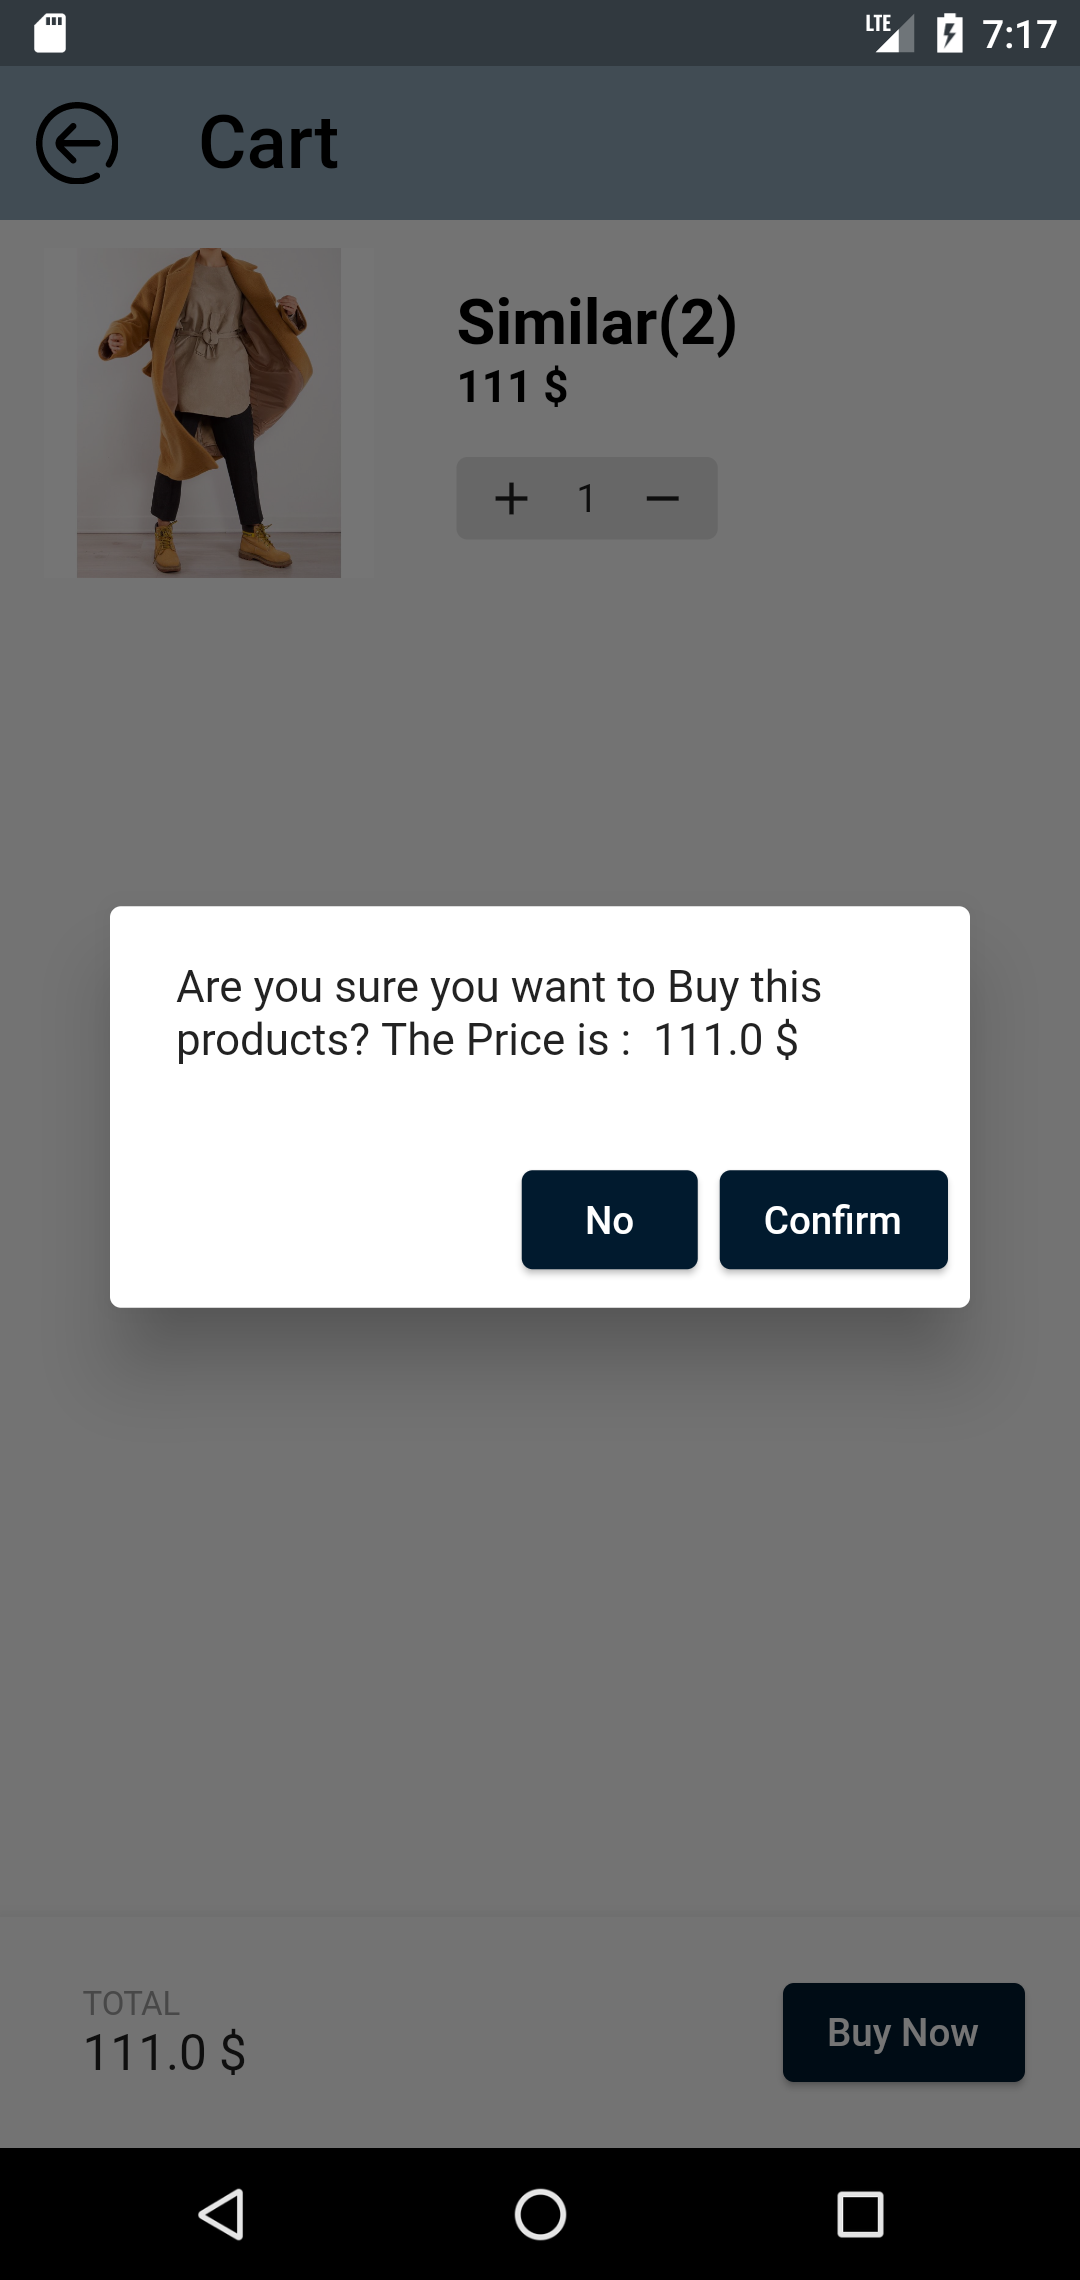 LTE 7:17
Cart
Similar(2)
111 $
+ 1 −
Are you sure you want to Buy this
products? The Price is :  111.0 $
No Confirm
TOTAL
111.0 $
Buy Now